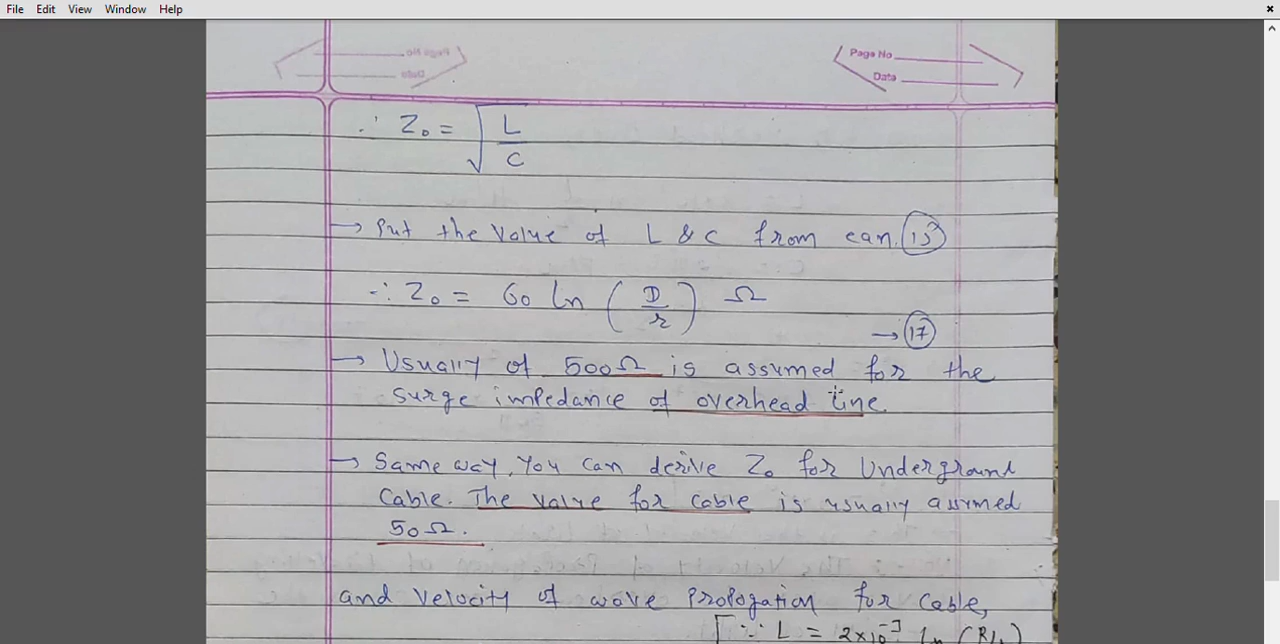 File Edit View Window Help
Page No
Date
∴ Z₀ = √(L/C)
→ Put the Value of L & C from eqn. (15)
∴ Z₀ = 60 ln (D/r) Ω
→ (17)
→ Usually of 500Ω is assumed for the
surge impedance of overhead line.
→ Same way, You can derive Z₀ for Underground
Cable. The value for cable is usually assumed
50Ω.
and velocity of wave Propogation for Cable,
[∵ L = 2×10⁻⁷ ln (R/r)